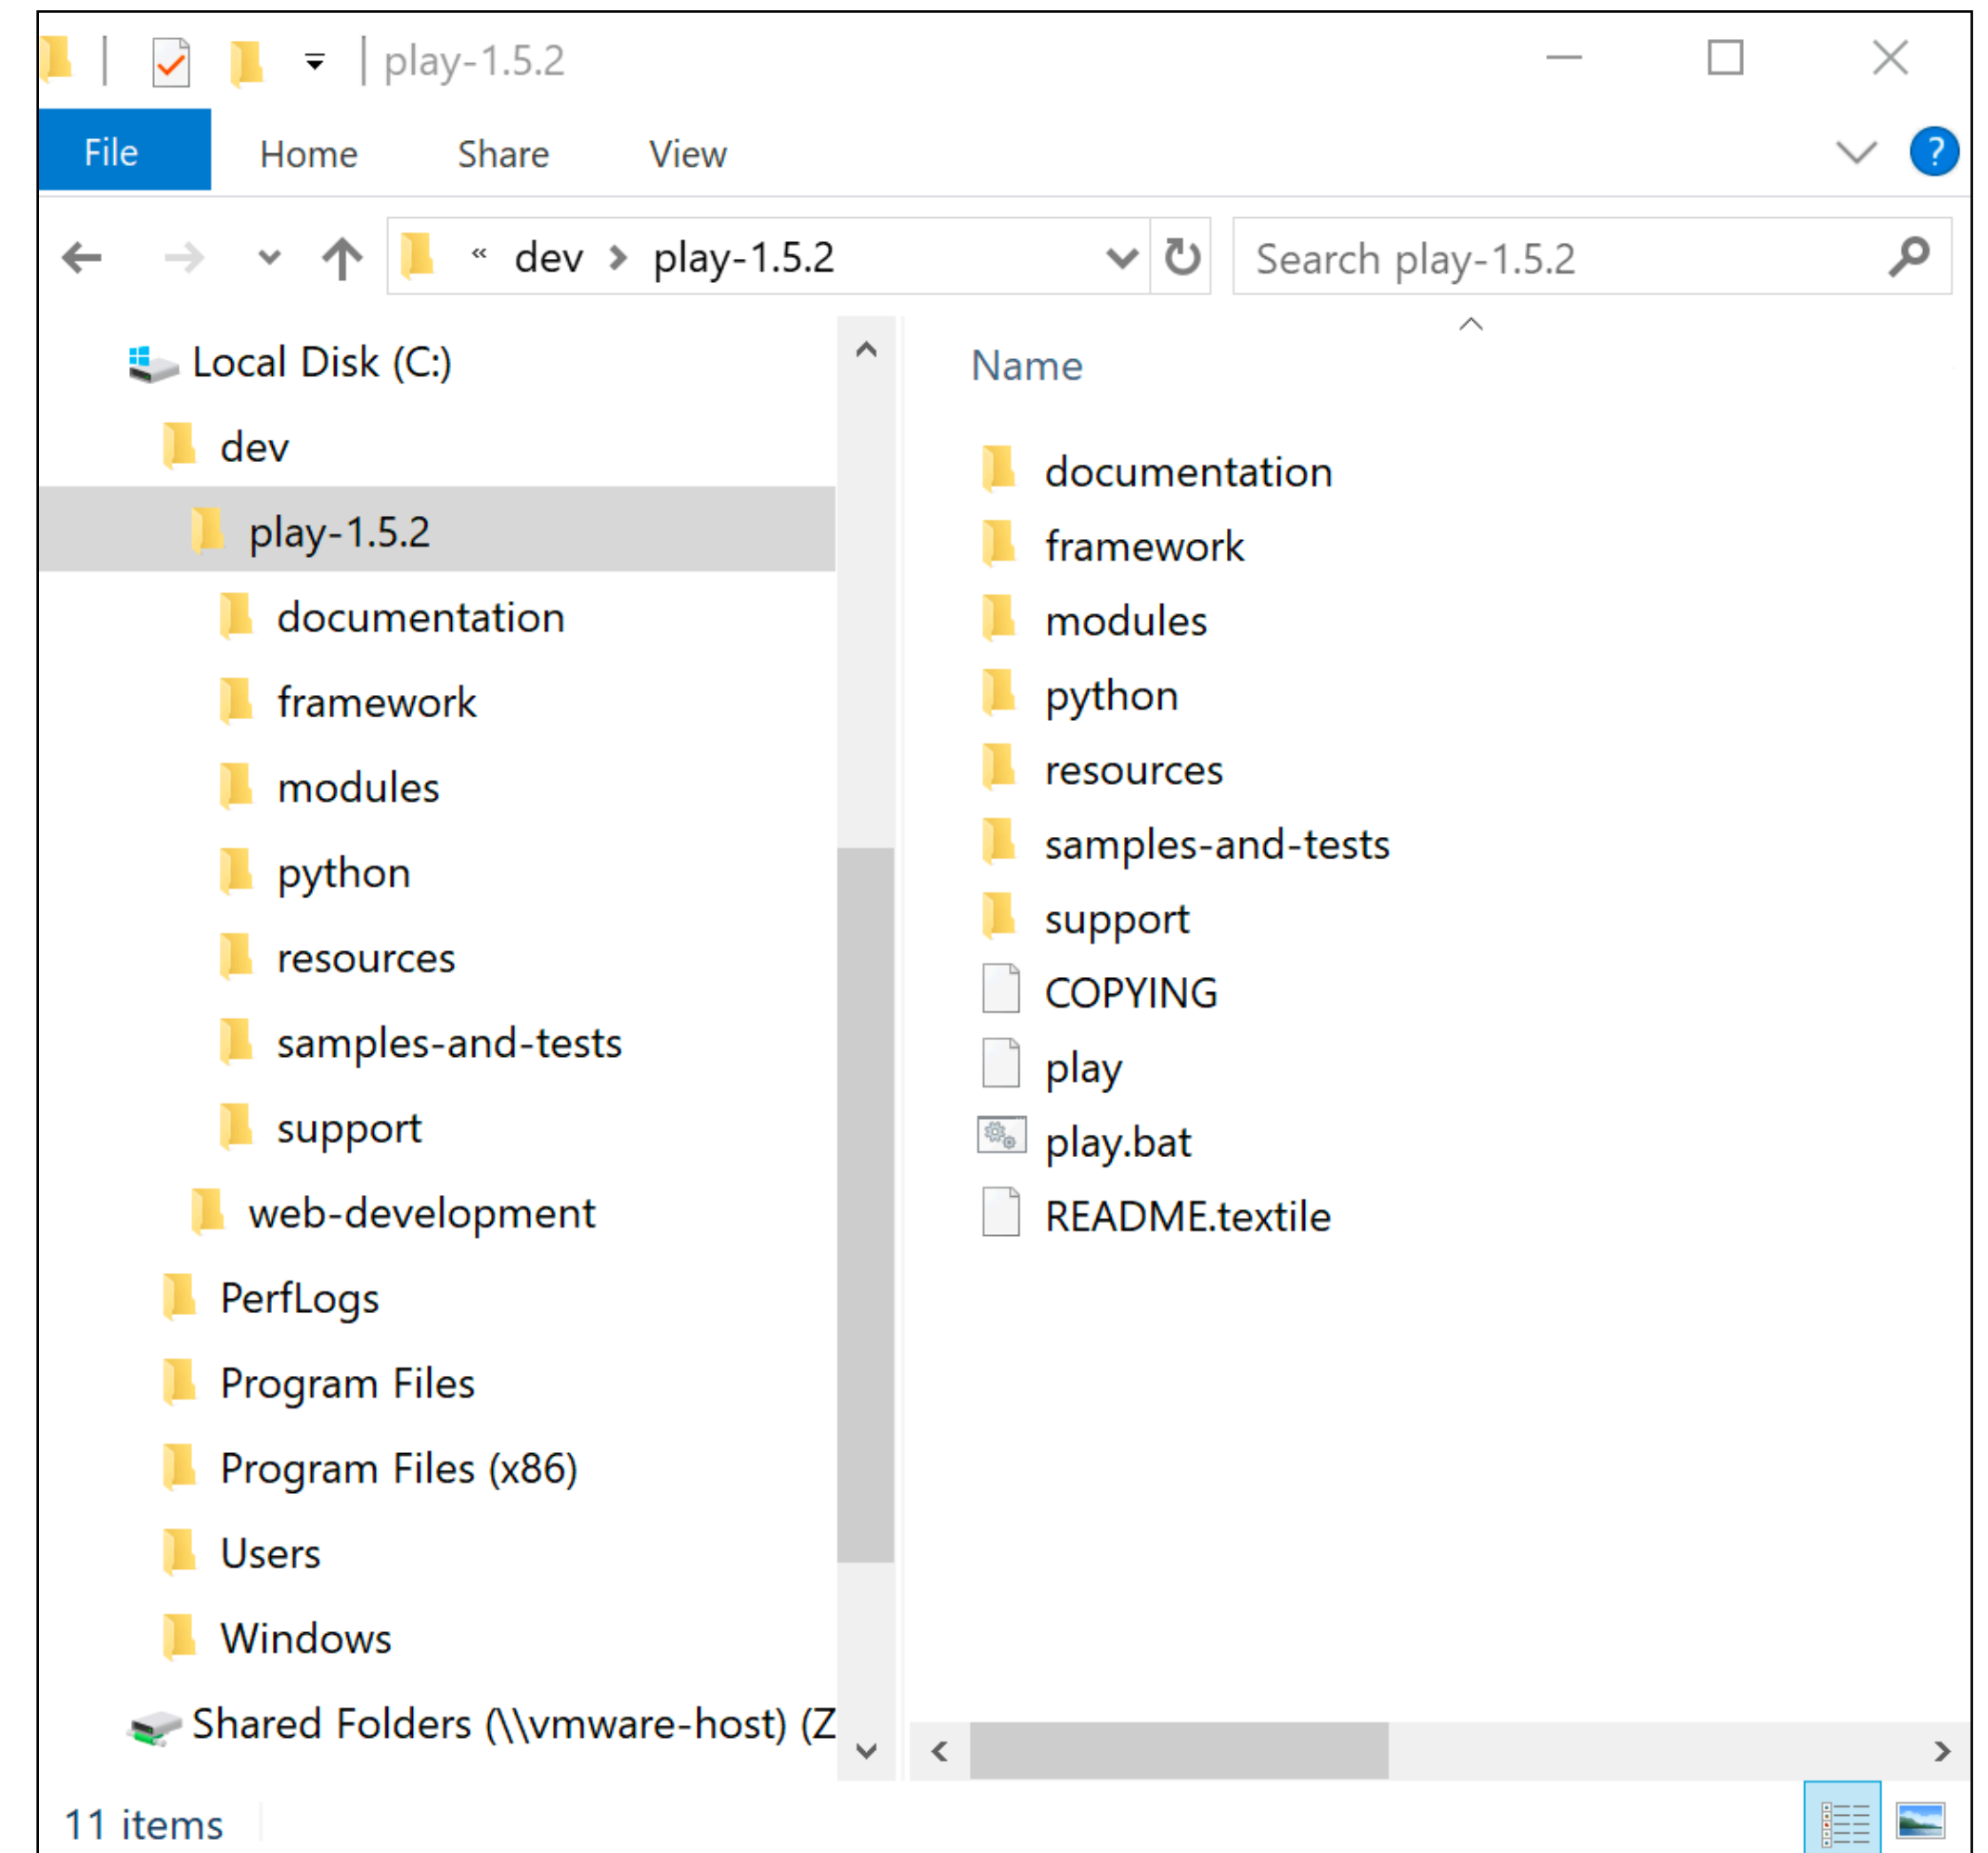 play-1.5.2
File Home Share View ?
« dev > play-1.5.2 Search play-1.5.2
Local Disk (C:)
dev
play-1.5.2
documentation
framework
modules
python
resources
samples-and-tests
support
web-development
PerfLogs
Program Files
Program Files (x86)
Users
Windows
Shared Folders (\\vmware-host) (Z
Name
documentation
framework
modules
python
resources
samples-and-tests
support
COPYING
play
play.bat
README.textile
11 items